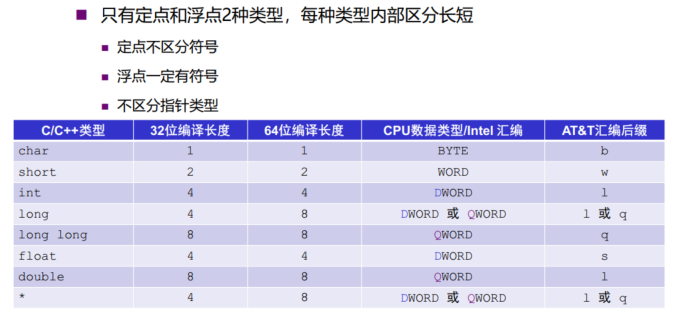 只有定点和浮点2种类型，每种类型内部区分长短
定点不区分符号
浮点一定有符号
不区分指针类型
C/C++类型 32位编译长度 64位编译长度 CPU数据类型/Intel 汇编 AT&T汇编后缀
char 1 1 BYTE b
short 2 2 WORD w
int 4 4 DWORD l
long 4 8 DWORD 或 QWORD l 或 q
long long 8 8 QWORD q
float 4 4 DWORD s
double 8 8 QWORD l
* 4 8 DWORD 或 QWORD l 或 q